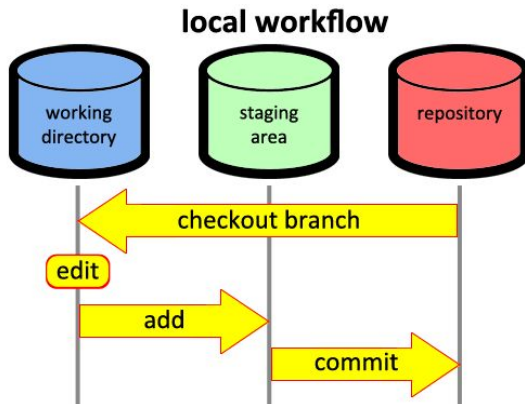 local workflow
working
directory
staging
area
repository
checkout branch
edit
add
commit